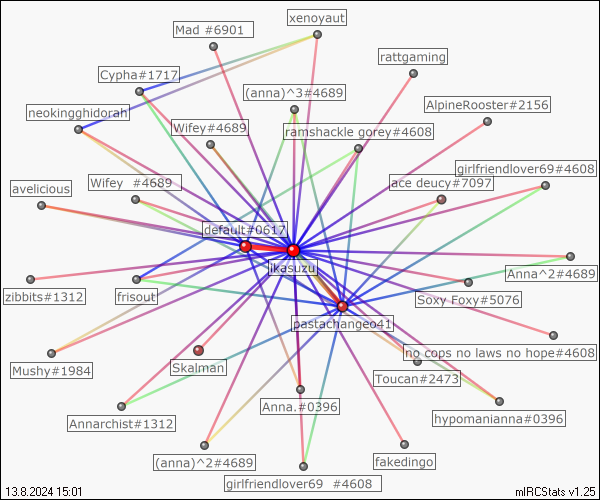 xenoyaut
Mad #6901
rattgaming
Cypha#1717
(anna)^3#4689
AlpineRooster#2156
neokingghidorah
Wifey#4689
ramshackle gorey#4608
girlfriendlover69#4608
avelicious
Wifey  #4689
ace deucy#7097
default#0617
jikasuzu
Anna^2#4689
zibbits#1312
frisout
Soxy Foxy#5076
pastachangeo41
Mushy#1984
Skalman
no cops no laws no hope#4608
Toucan#2473
Annarchist#1312
Anna.#0396
hypomanianna#0396
(anna)^2#4689
fakedingo
girlfriendlover69  #4608
13.8.2024 15:01
mIRCStats v1.25